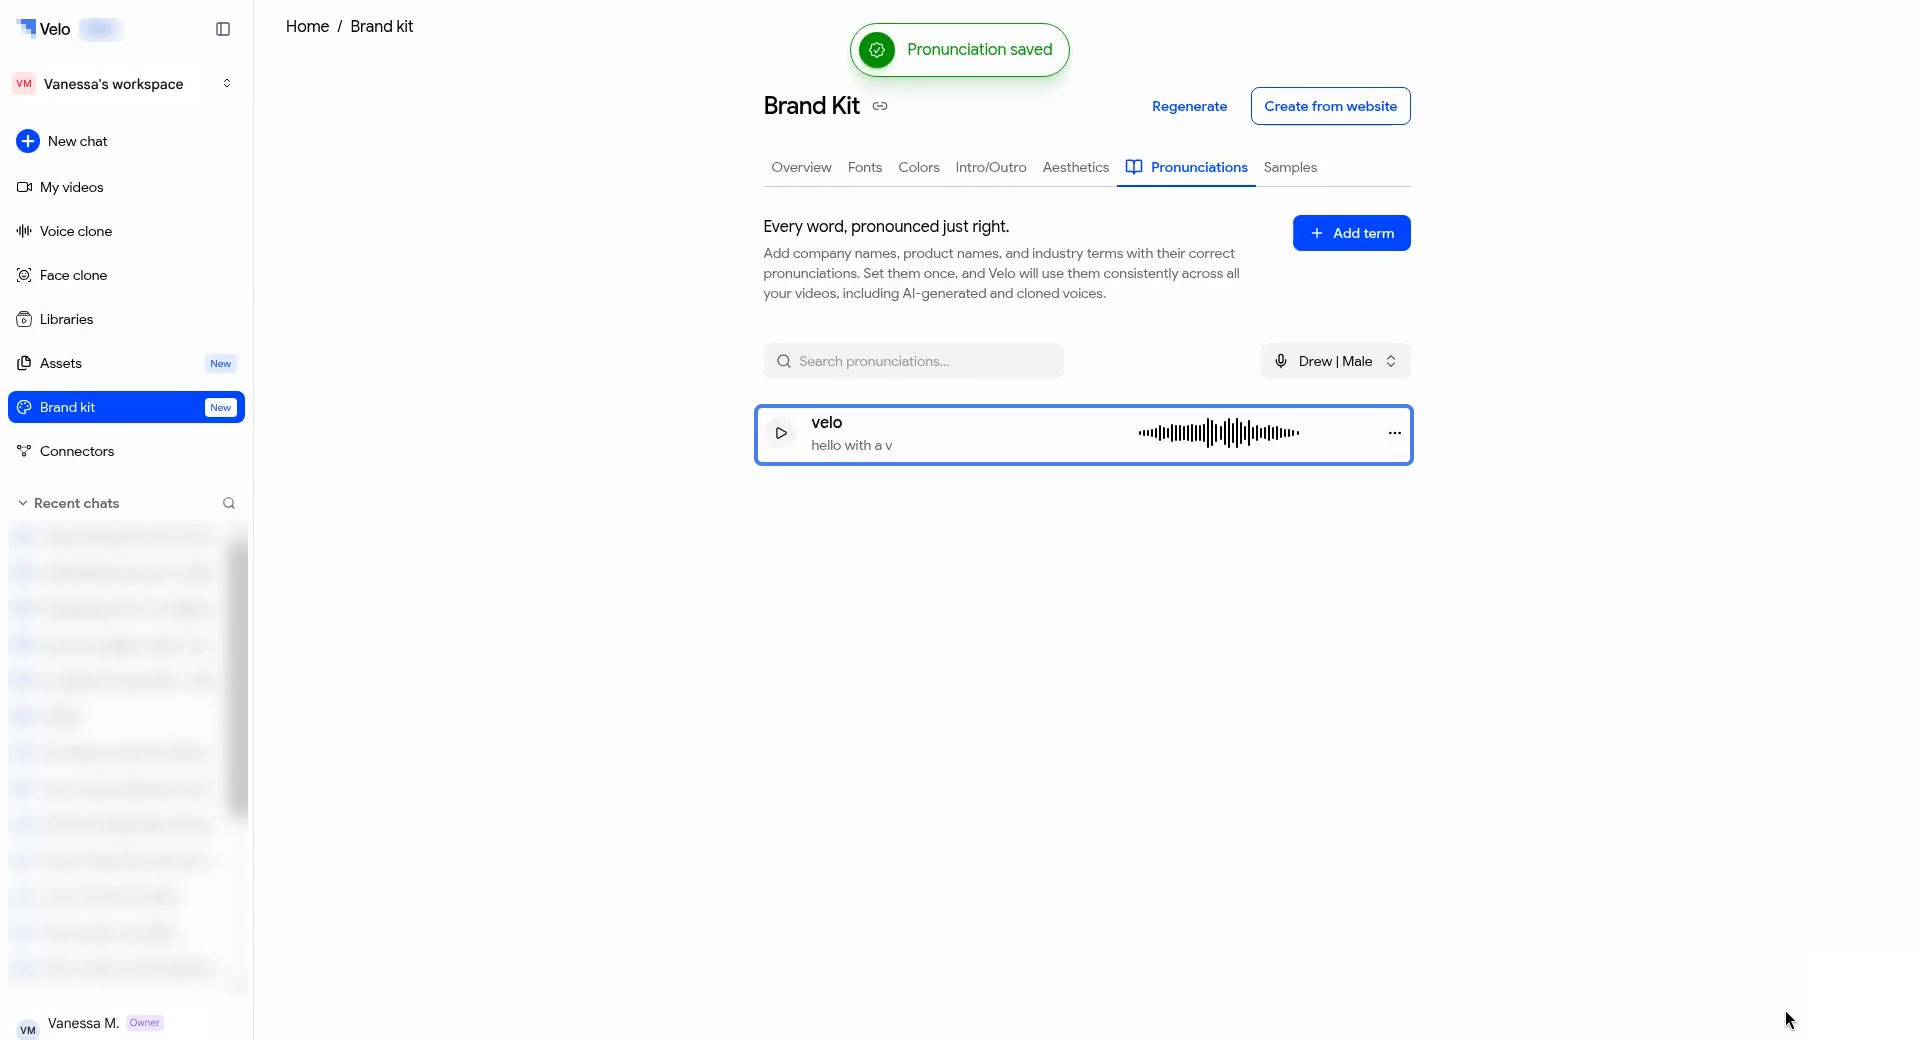 Velo
VM Vanessa's workspace
New chat
My videos
Voice clone
Face clone
Libraries
Assets New
Brand kit New
Connectors
Recent chats
VM Vanessa M. Owner
Home / Brand kit
Pronunciation saved
Brand Kit
Regenerate
Create from website
Overview Fonts Colors Intro/Outro Aesthetics Pronunciations Samples
Every word, pronounced just right.
Add company names, product names, and industry terms with their correct
pronunciations. Set them once, and Velo will use them consistently across all
your videos, including AI-generated and cloned voices.
Add term
Search pronunciations...
Drew | Male
velo
hello with a v